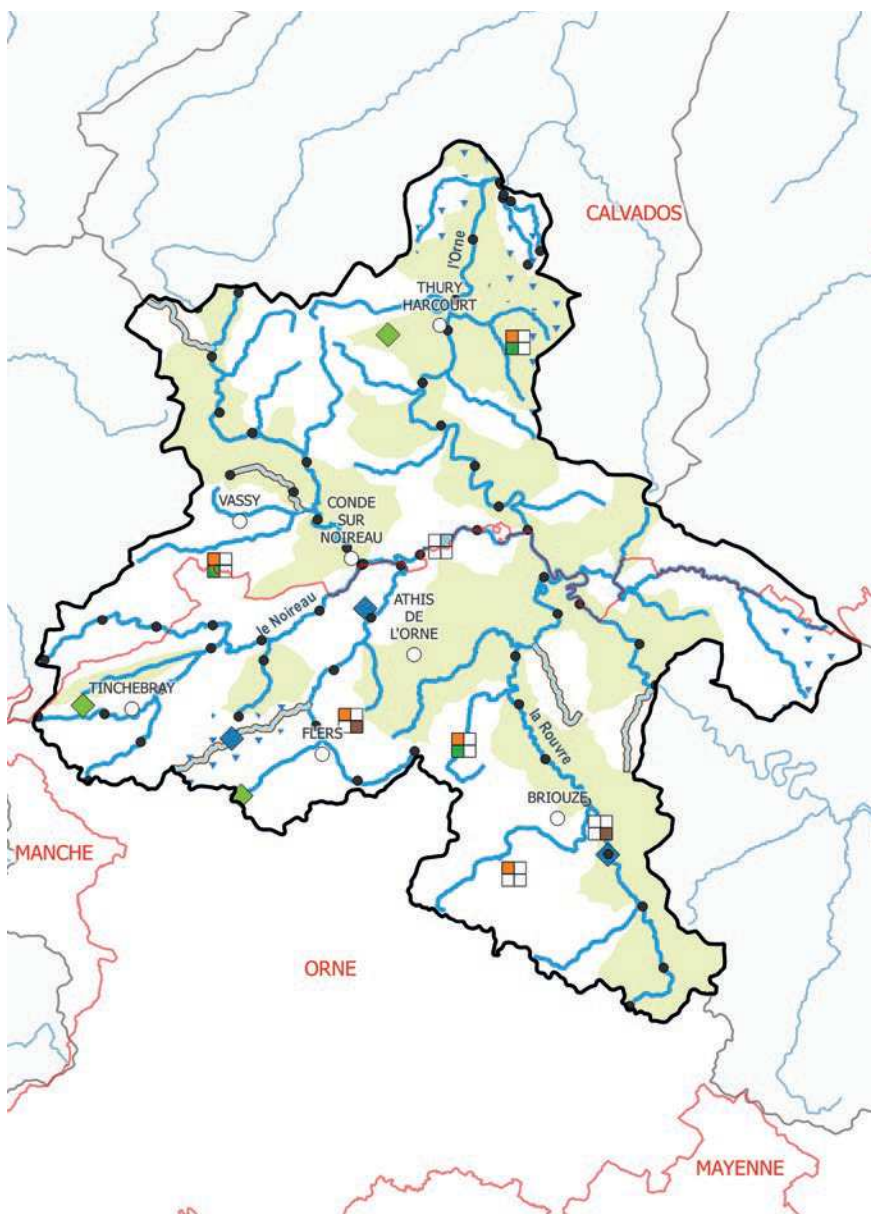 CALVADOS
l'Orne
THURY
HARCOURT
VASSY
CONDE
SUR
NOIREAU
le Noireau
ATHIS
DE
L'ORNE
TINCHEBRAY
FLERS
la Rouvre
BRIOUZE
MANCHE
ORNE
MAYENNE